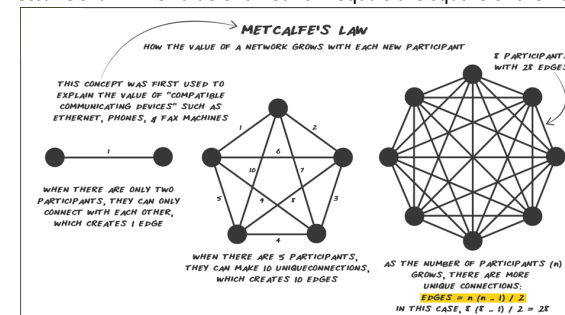 METCALFE'S LAW
HOW THE VALUE OF A NETWORK GROWS WITH EACH NEW PARTICIPANT
8 PARTICIPANTS
WITH 28 EDGES
THIS CONCEPT WAS FIRST USED TO
EXPLAIN THE VALUE OF "COMPATIBLE
COMMUNICATING DEVICES" SUCH AS
ETHERNET, PHONES, & FAX MACHINES
1
WHEN THERE ARE ONLY TWO
PARTICIPANTS, THEY CAN ONLY
CONNECT WITH EACH OTHER,
WHICH CREATES 1 EDGE
1
2
6
10
7
5
9
8
3
4
WHEN THERE ARE 5 PARTICIPANTS,
THEY CAN MAKE 10 UNIQUECONNECTIONS,
WHICH CREATES 10 EDGES
AS THE NUMBER OF PARTICIPANTS (n)
GROWS, THERE ARE MORE
UNIQUE CONNECTIONS:
EDGES = n (n - 1) / 2
IN THIS CASE, 8 (8 - 1) / 2 = 28